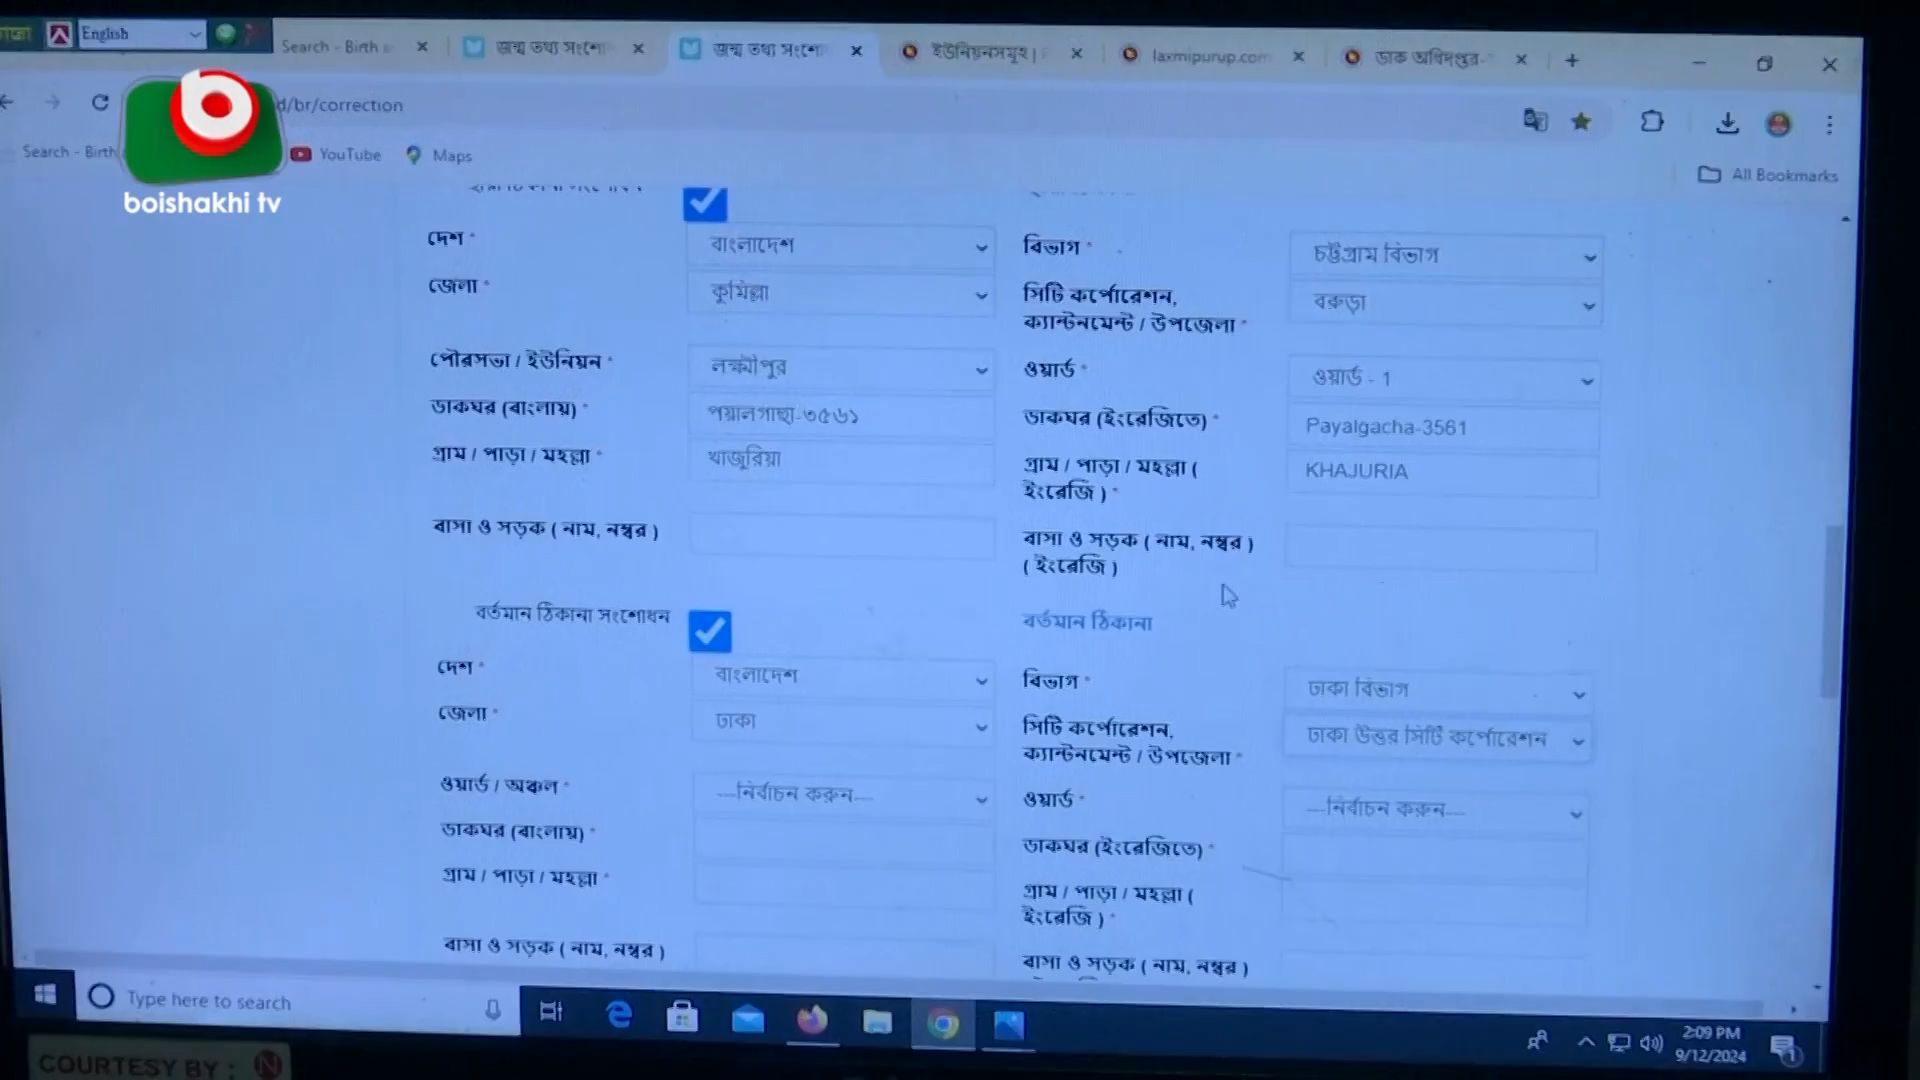 English
Search - Birth
জন্ম তথ্য সংশো
জন্ম তথ্য সংশো
ইউনিয়নসমূহ |
laxmipurup.com
d/br/correction
Search - Birth
YouTube
Maps
All Bookmarks
boishakhi tv
দেশ *
বাংলাদেশ
বিভাগ *
চট্টগ্রাম বিভাগ
জেলা *
কুমিল্লা
সিটি কর্পোরেশন,
ক্যান্টনমেন্ট / উপজেলা *
বরুড়া
পৌরসভা / ইউনিয়ন *
লক্ষ্মীপুর
ওয়ার্ড *
ওয়ার্ড - 1
ডাকঘর (বাংলায়) *
পয়ালগাছা-৩৫৬১
ডাকঘর (ইংরেজিতে) *
Payalgacha-3561
গ্রাম / পাড়া / মহল্লা *
খাজুরিয়া
গ্রাম / পাড়া / মহল্লা (
ইংরেজি ) *
KHAJURIA
বাসা ও সড়ক ( নাম, নম্বর )
বাসা ও সড়ক ( নাম, নম্বর )
( ইংরেজি )
বর্তমান ঠিকানা সংশোধন
বর্তমান ঠিকানা
দেশ *
বাংলাদেশ
বিভাগ *
ঢাকা বিভাগ
জেলা *
ঢাকা
সিটি কর্পোরেশন,
ক্যান্টনমেন্ট / উপজেলা *
ঢাকা উত্তর সিটি কর্পোরেশন
ওয়ার্ড / অঞ্চল *
---নির্বাচন করুন---
ওয়ার্ড *
---নির্বাচন করুন---
ডাকঘর (বাংলায়) *
ডাকঘর (ইংরেজিতে) *
গ্রাম / পাড়া / মহল্লা *
গ্রাম / পাড়া / মহল্লা (
ইংরেজি ) *
বাসা ও সড়ক ( নাম, নম্বর )
বাসা ও সড়ক ( নাম, নম্বর )
Type here to search
2:09 PM
9/12/2024
COURTESY BY : N